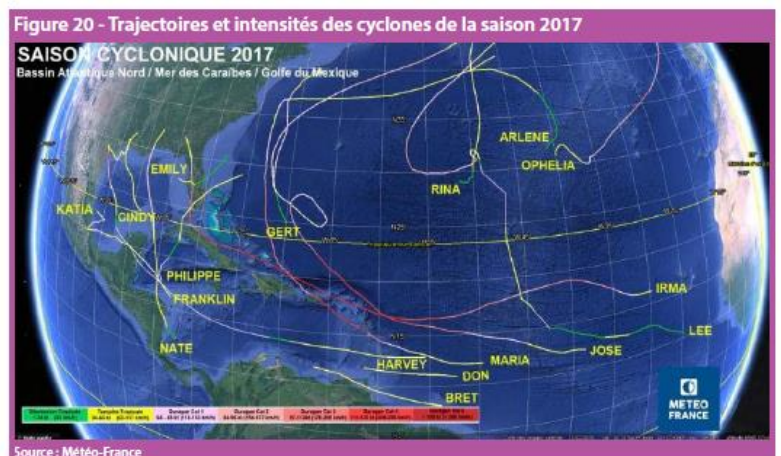 Figure 20 - Trajectoires et intensités des cyclones de la saison 2017
SAISON CYCLONIQUE 2017
Bassin Atlantique Nord / Mer des Caraïbes / Golfe du Mexique
ARLENE
EMILY
OPHELIA
RINA
KATIA
CINDY
GERT
PHILIPPE
IRMA
FRANKLIN
LEE
NATE
JOSE
HARVEY
MARIA
DON
BRET
METEO
FRANCE
Source : Météo-France